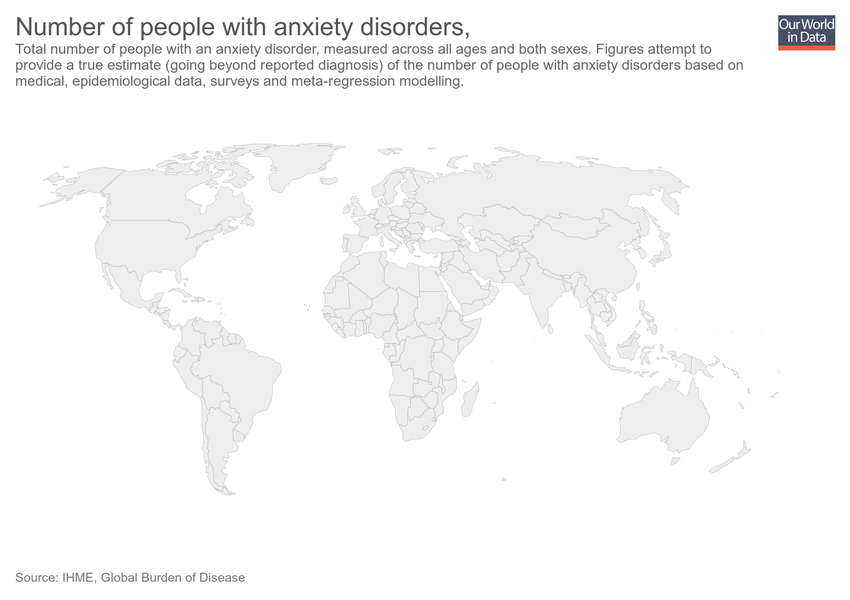 Number of people with anxiety disorders,
Total number of people with an anxiety disorder, measured across all ages and both sexes. Figures attempt to
provide a true estimate (going beyond reported diagnosis) of the number of people with anxiety disorders based on
medical, epidemiological data, surveys and meta-regression modelling.
Our World
in Data
Source: IHME, Global Burden of Disease